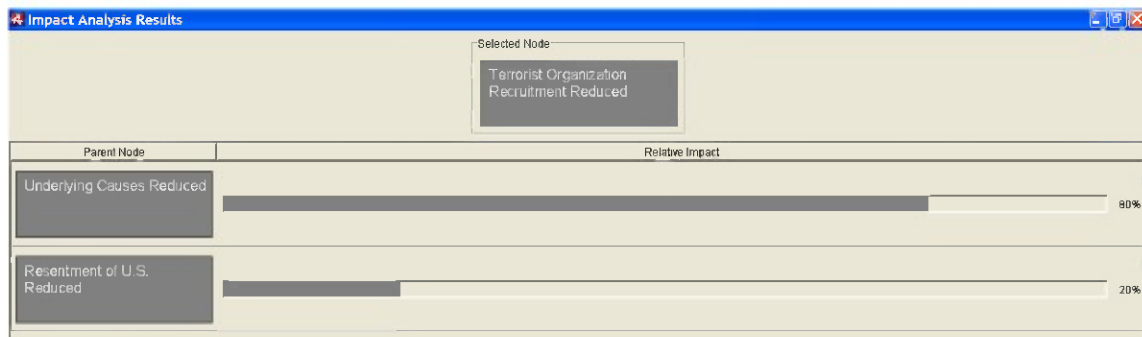 Impact Analysis Results
Selected Node
Terrorist Organization
Recruitment Reduced
Parent Node
Relative Impact
Underlying Causes Reduced
80%
Resentment of U.S.
Reduced
20%